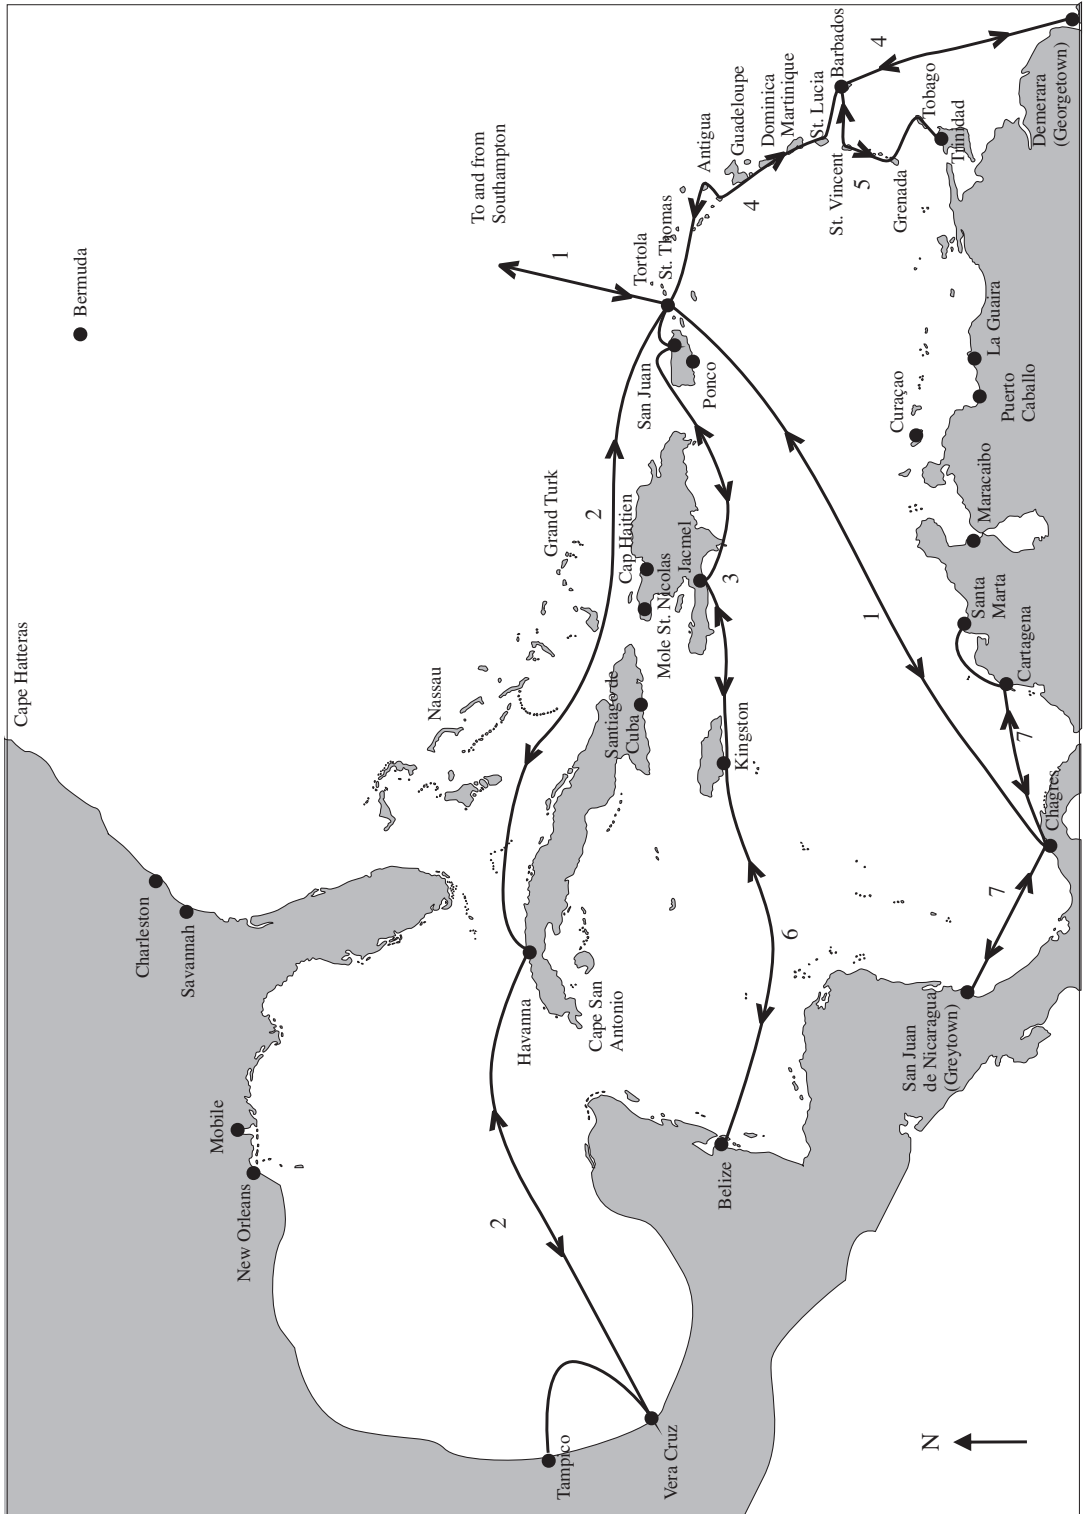 Cape Hatteras
Bermuda
Charleston
Savannah
Mobile
New Orleans
Nassau
Grand Turk
To and from
Southampton
1
2
2
Havanna
Tampico
Vera Cruz
Cape San
Antonio
Santiago de
Cuba
Cap Haitien
Mole St. Nicolas
Jacmel
San Juan
Ponco
Tortola
St. Thomas
Antigua
Guadeloupe
4
Dominica
Martinique
St. Lucia
Barbados
4
St. Vincent
5
Grenada
Tobago
Trinidad
Demerara
(Georgetown)
3
Kingston
6
Belize
1
Curaçao
La Guaira
Puerto
Caballo
Maracaibo
Santa
Marta
Cartagena
7
Chagres
7
San Juan
de Nicaragua
(Greytown)
N